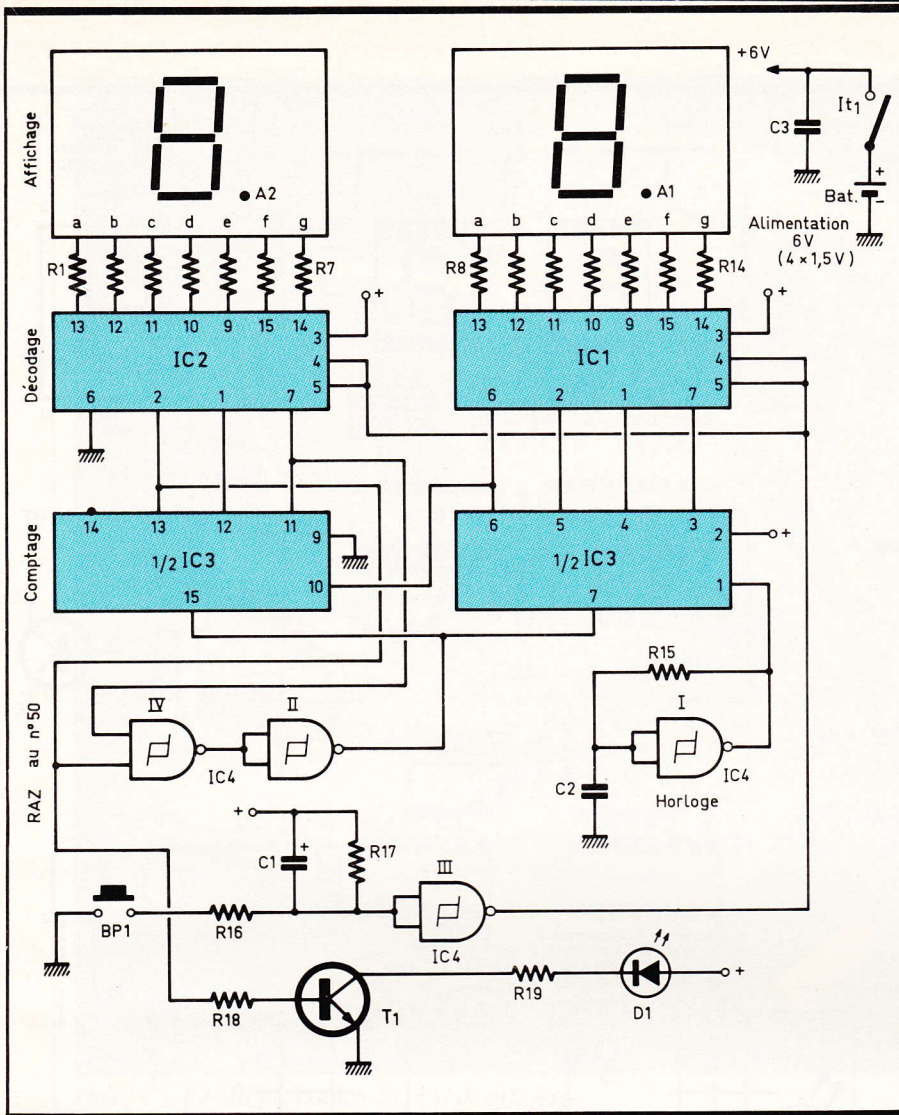 Affichage
A2
A1
+6V
It1
C3
+
Bat.
-
Alimentation
6V
(4 × 1,5V)
a b c d e f g
a b c d e f g
R1
R7
R8
R14
Décodage
13 12 11 10 9 15 14
3
+
4
5
IC2
6 2 1 7
13 12 11 10 9 15 14
3
+
4
5
IC1
6 2 1 7
Comptage
14 13 12 11
9
10
1/2 IC3
15
6 5 4 3
2
+
1
1/2 IC3
7
RAZ au n°50
IV
II
IC4
R15
I
IC4
C2
Horloge
+
C1
+
R17
III
IC4
BP1
R16
R18
T1
R19
D1
+